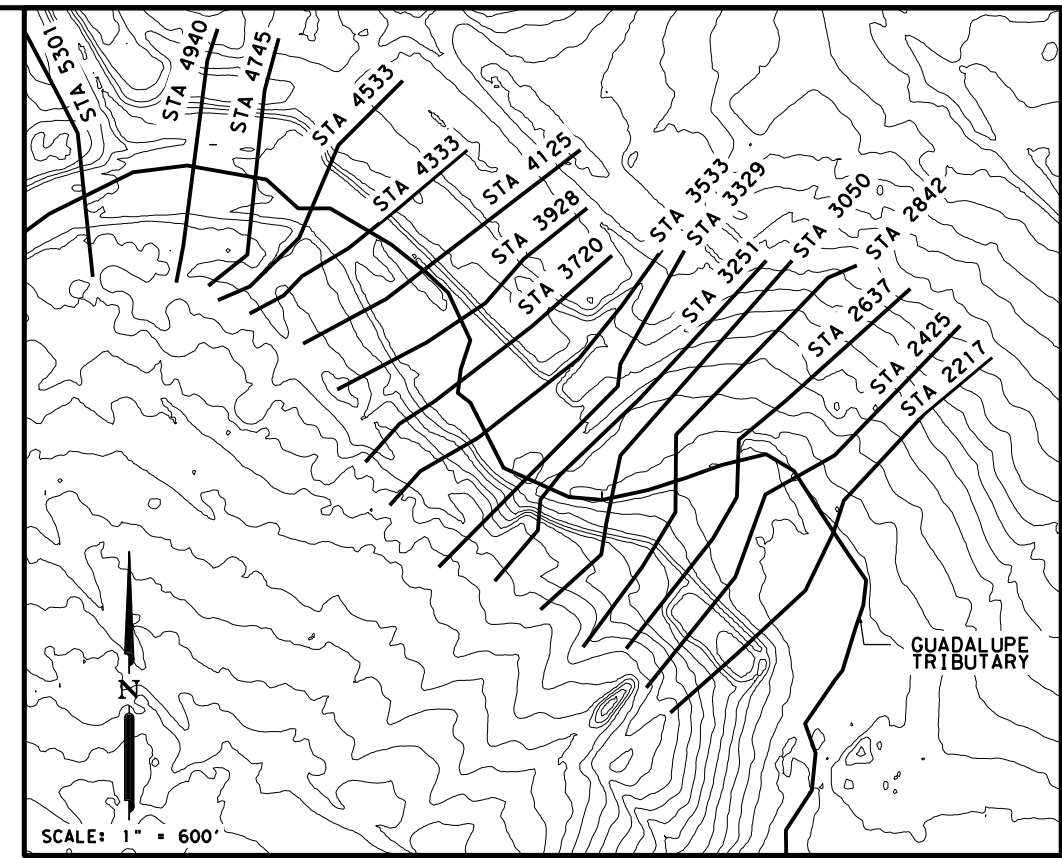 STA 5301
STA 4940
STA 4745
STA 4533
STA 4333
STA 4125
STA 3928
STA 3720
STA 3533
STA 3329
STA 3251
STA 3050
STA 2842
STA 2637
STA 2425
STA 2217
GUADALUPE
TRIBUTARY
N
SCALE: 1" = 600'